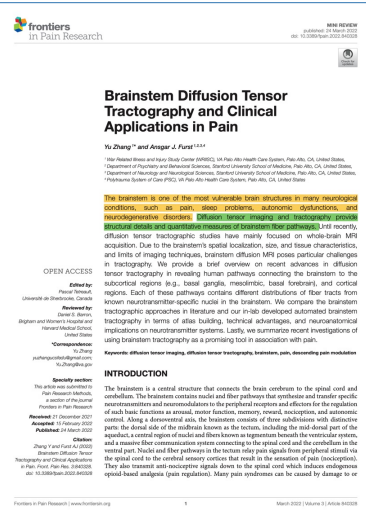 frontiers
in Pain Research
MINI REVIEW
published: 24 March 2022
doi: 10.3389/fpain.2022.840328
Check for
updates
Brainstem Diffusion Tensor
Tractography and Clinical
Applications in Pain
Yu Zhang 1* and Ansgar J. Furst 1,2,3,4
1 War Related Illness and Injury Study Center (WRIISC), VA Palo Alto Health Care System, Palo Alto, CA, United States,
2 Department of Psychiatry and Behavioral Sciences, Stanford University School of Medicine, Palo Alto, CA, United States,
3 Department of Neurology and Neurological Sciences, Stanford University School of Medicine, Palo Alto, CA, United States,
4 Polytrauma System of Care (PSC), VA Palo Alto Health Care System, Palo Alto, CA, United States
The brainstem is one of the most vulnerable brain structures in many neurological
conditions, such as pain, sleep problems, autonomic dysfunctions, and
neurodegenerative disorders. Diffusion tensor imaging and tractography provide
structural details and quantitative measures of brainstem fiber pathways. Until recently,
diffusion tensor tractographic studies have mainly focused on whole-brain MRI
acquisition. Due to the brainstem's spatial localization, size, and tissue characteristics,
and limits of imaging techniques, brainstem diffusion MRI poses particular challenges
in tractography. We provide a brief overview on recent advances in diffusion
tensor tractography in revealing human pathways connecting the brainstem to the
subcortical regions (e.g., basal ganglia, mesolimbic, basal forebrain), and cortical
regions. Each of these pathways contains different distributions of fiber tracts from
known neurotransmitter-specific nuclei in the brainstem. We compare the brainstem
tractographic approaches in literature and our in-lab developed automated brainstem
tractography in terms of atlas building, technical advantages, and neuroanatomical
implications on neurotransmitter systems. Lastly, we summarize recent investigations of
using brainstem tractography as a promising tool in association with pain.
Keywords: diffusion tensor imaging, diffusion tractography, brainstem, pain, descending pain modulation
OPEN ACCESS
Edited by:
Pascal Tétreault,
Université de Sherbrooke, Canada
Reviewed by:
Daniel S. Barron,
Brigham and Women's Hospital and
Harvard Medical School,
United States
*Correspondence:
Yu Zhang
yuzhanguvcsfedu@gmail.com;
Yu.Zhang@va.gov
Specialty section:
This article was submitted to
Pain Research Methods,
a section of the journal
Frontiers in Pain Research
Received: 21 December 2021
Accepted: 15 February 2022
Published: 24 March 2022
Citation:
Zhang Y and Furst AJ (2022)
Brainstem Diffusion Tensor
Tractography and Clinical Applications
in Pain. Front. Pain Res. 3:840328.
doi: 10.3389/fpain.2022.840328
INTRODUCTION
The brainstem is a central structure that connects the brain cerebrum to the spinal cord and
cerebellum. The brainstem contains nuclei and fiber pathways that synthesize and transfer specific
neurotransmitters and neuromodulators to the peripheral receptors and effectors for the regulation
of such basic functions as arousal, motor function, memory, reward, nociception, and autonomic
control. Along a dorsoventral axis, the brainstem consists of three subdivisions with distinctive
parts: the dorsal side of the midbrain known as the tectum, including the mid-dorsal part of the
aqueduct, a central region of nuclei and fibers known as tegmentum beneath the ventricular system,
and a massive fiber communication system connecting to the spinal cord and the cerebellum in the
ventral part. Nuclei and fiber pathways in the tectum relay pain signals from peripheral stimuli via
the spinal cord to the cerebral cortices that result in the sensation of pain (nociception).
They also transmit anti-nociceptive signals down to the spinal cord which induces endogenous
opioid-based analgesia (pain regulation). Many pain syndromes can be caused by damage to or
Frontiers in Pain Research | www.frontiersin.org
1
March 2022 | Volume 3 | Article 840328